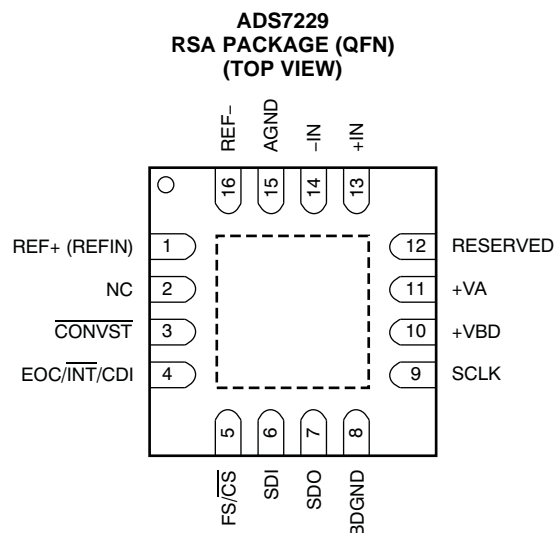 ADS7229
RSA PACKAGE (QFN)
(TOP VIEW)
REF−
AGND
−IN
+IN
16
15
14
13
REF+ (REFIN) 1
NC 2
CONVST 3
EOC/INT/CDI 4
12 RESERVED
11 +VA
10 +VBD
9 SCLK
5
6
7
8
FS/CS
SDI
SDO
BDGND